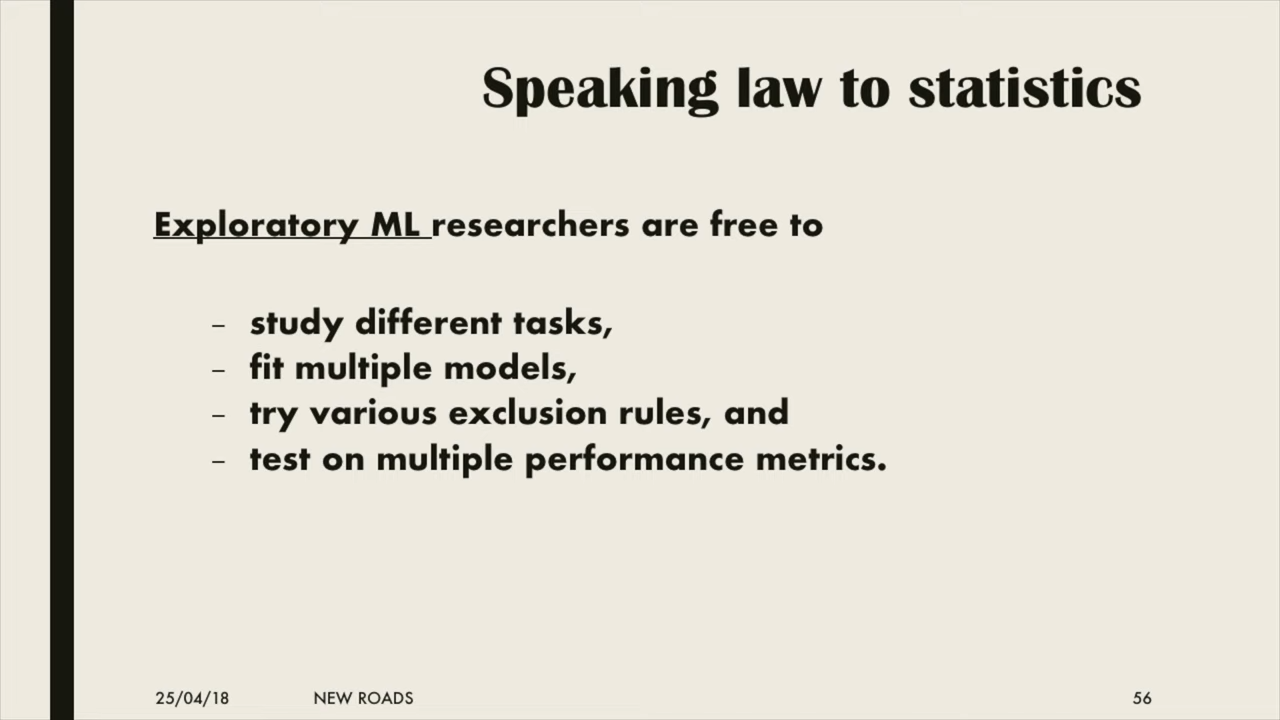 Speaking law to statistics
Exploratory ML researchers are free to
– study different tasks,
– fit multiple models,
– try various exclusion rules, and
– test on multiple performance metrics.
25/04/18 NEW ROADS 56